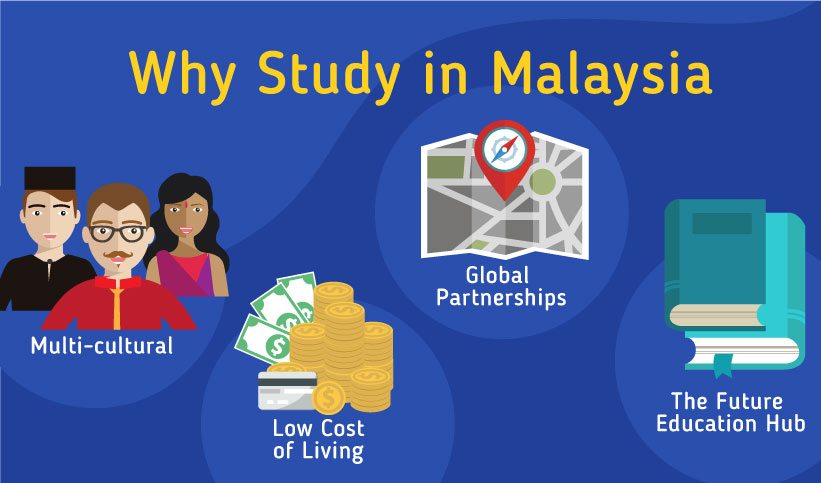 Why Study in Malaysia
Multi-cultural
Low Cost
of Living
Global
Partnerships
The Future
Education Hub